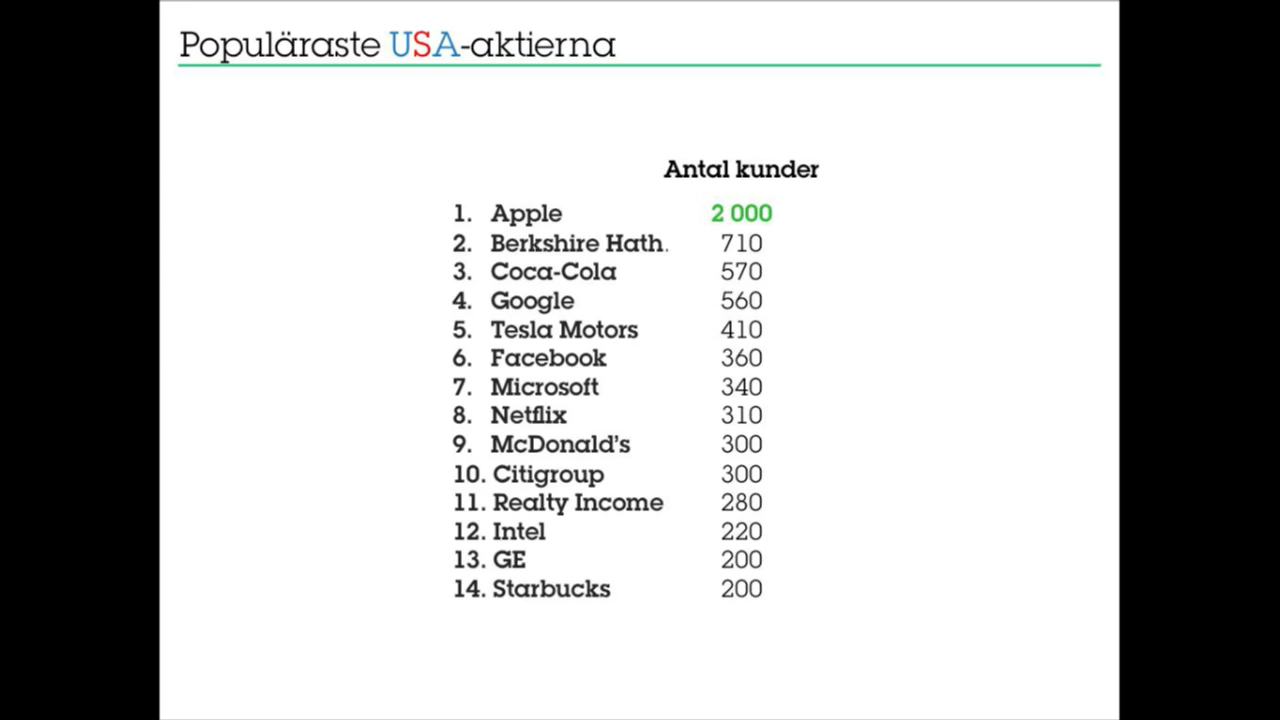 Populäraste USA-aktierna
Antal kunder
1. Apple 2 000
2. Berkshire Hath. 710
3. Coca-Cola 570
4. Google 560
5. Tesla Motors 410
6. Facebook 360
7. Microsoft 340
8. Netflix 310
9. McDonald's 300
10. Citigroup 300
11. Realty Income 280
12. Intel 220
13. GE 200
14. Starbucks 200